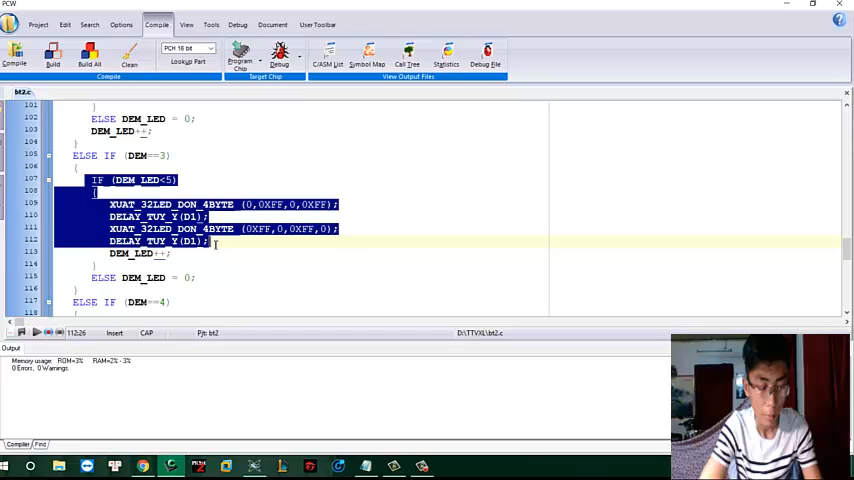 PCW
Project Edit Search Options Compile View Tools Debug Document User Toolbar
PCH 16 bit
Compile Build Build All Clean Lookup Part Program Chip Debug C/ASM List Symbol Map Call Tree Statistics Debug File
Compile Target Chip View Output Files
bt2.c
101 }
102 ELSE DEM_LED = 0;
103 DEM_LED++;
104 }
105 ELSE IF (DEM==3)
106 {
107 IF (DEM_LED<5)
108 {
109 XUAT_32LED_DON_4BYTE (0,0XFF,0,0XFF);
110 DELAY_TUY_Y(D1);
111 XUAT_32LED_DON_4BYTE (0XFF,0,0XFF,0);
112 DELAY_TUY_Y(D1);
113 DEM_LED++;
114 }
115 ELSE DEM_LED = 0;
116 }
117 ELSE IF (DEM==4)
118
112:26 Insert CAP Pjt: bt2 D:\TTVXL\bt2.c
Output
Memory usage: ROM=3% RAM=2% - 3%
0 Errors, 0 Warnings.
Compiler Find